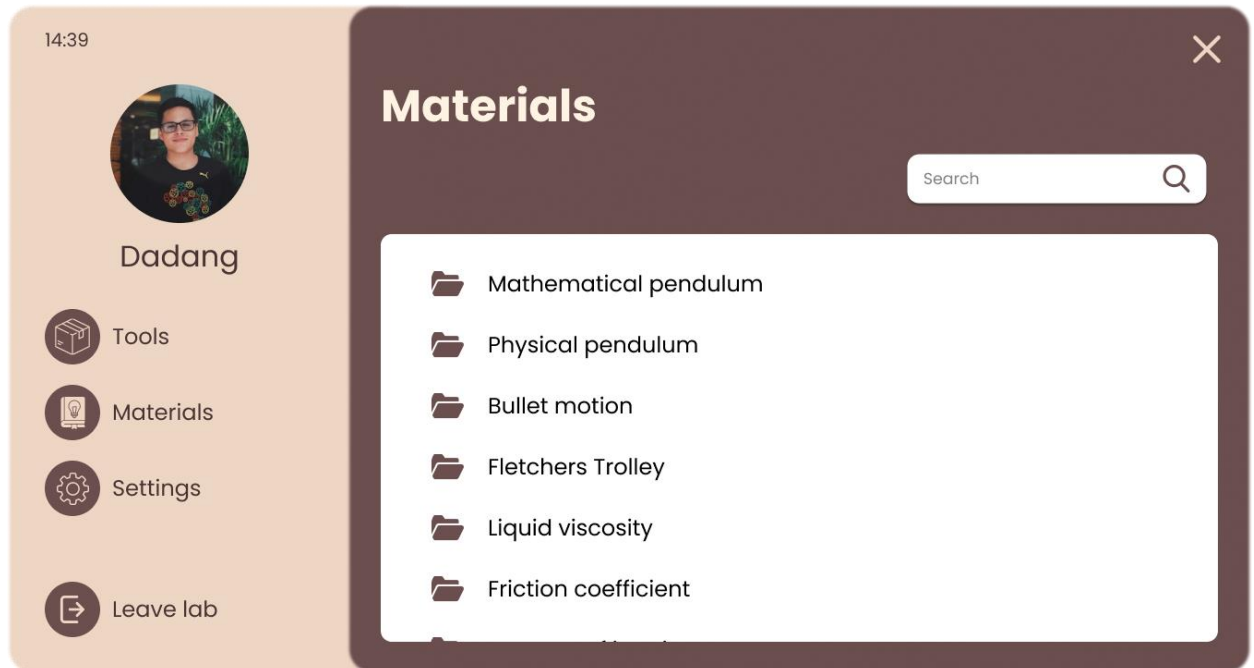 14:39
Dadang
Tools
Materials
Settings
Leave lab
Materials
Search
Mathematical pendulum
Physical pendulum
Bullet motion
Fletchers Trolley
Liquid viscosity
Friction coefficient